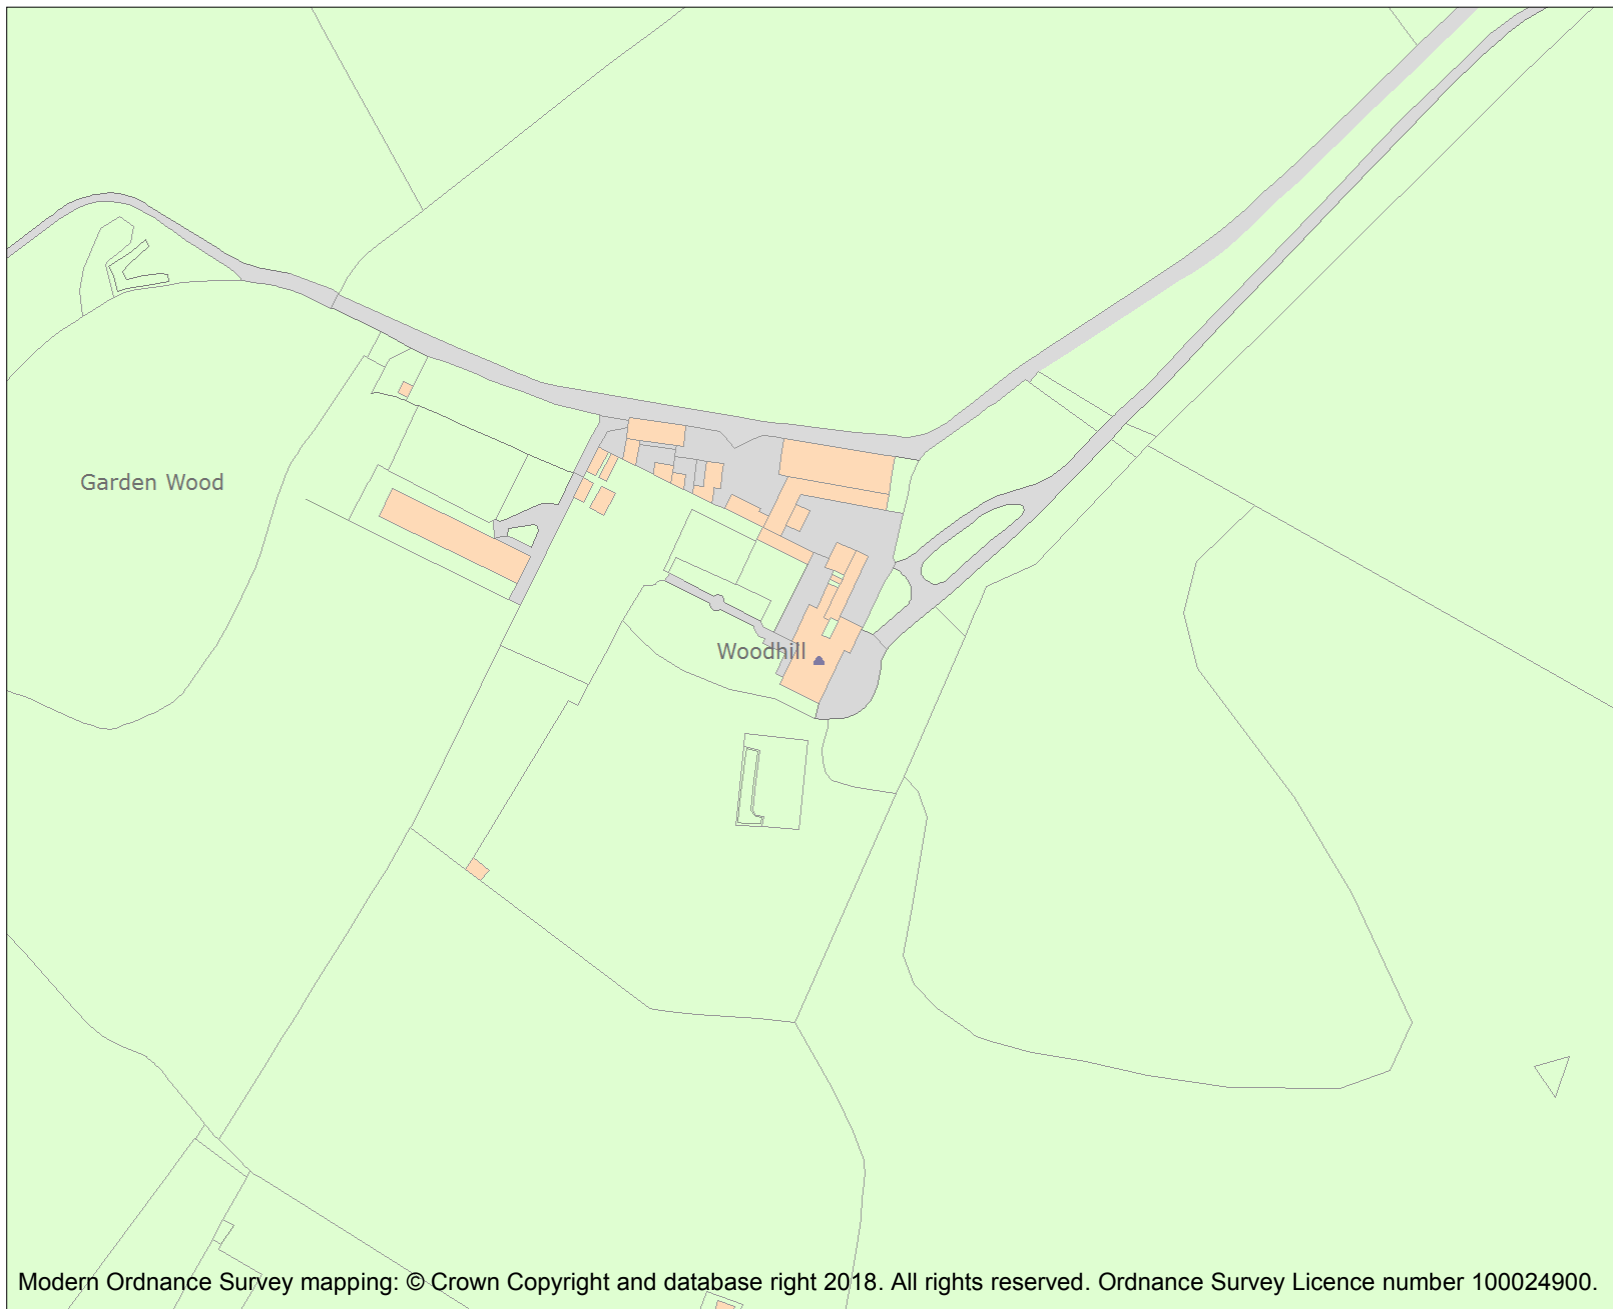 Garden Wood
Woodhill
Modern Ordnance Survey mapping: © Crown Copyright and database right 2018. All rights reserved. Ordnance Survey Licence number 100024900.